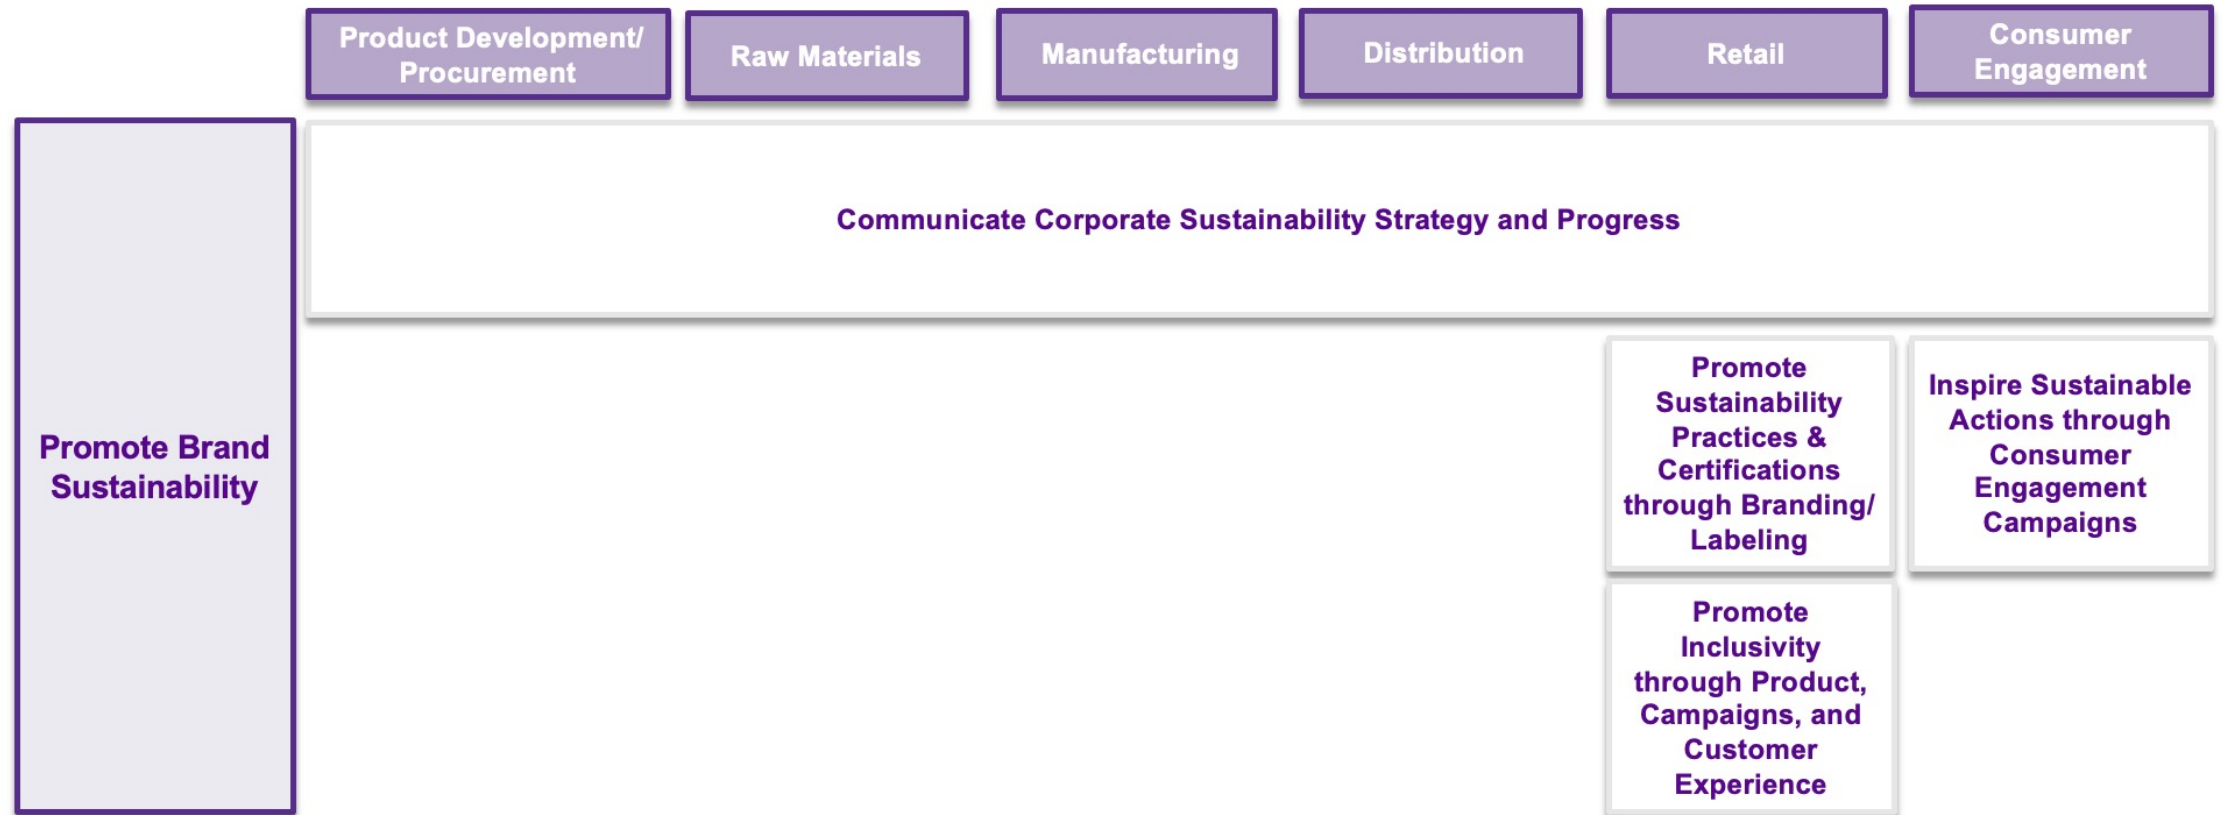 Product Development/
Procurement
Raw Materials
Manufacturing
Distribution
Retail
Consumer
Engagement
Promote Brand
Sustainability
Communicate Corporate Sustainability Strategy and Progress
Promote
Sustainability
Practices &
Certifications
through Branding/
Labeling
Inspire Sustainable
Actions through
Consumer
Engagement
Campaigns
Promote
Inclusivity
through Product,
Campaigns, and
Customer
Experience